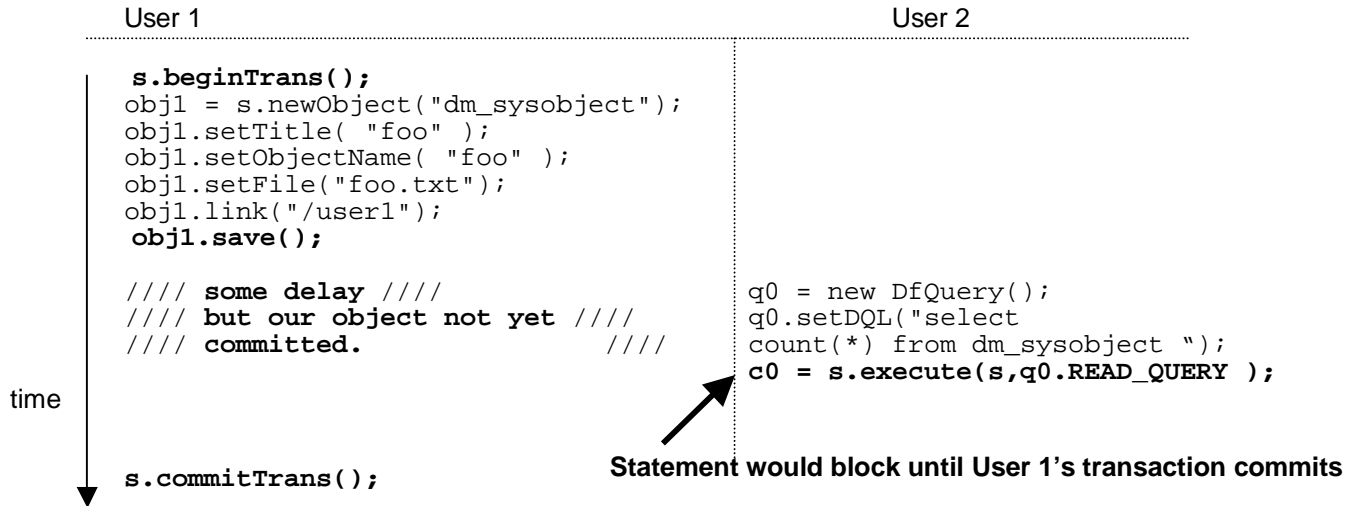 User 1
User 2
s.beginTrans();
obj1 = s.newObject("dm_sysobject");
obj1.setTitle( "foo" );
obj1.setObjectName( "foo" );
obj1.setFile("foo.txt");
obj1.link("/user1");
obj1.save();
//// some delay ////
//// but our object not yet ////
//// committed. ////
q0 = new DfQuery();
q0.setDQL("select
count(*) from dm_sysobject “);
c0 = s.execute(s,q0.READ_QUERY );
time
Statement would block until User 1’s transaction commits
s.commitTrans();